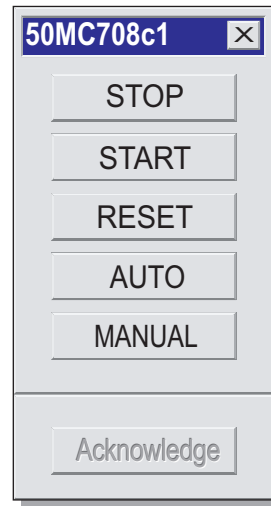 50MC708c1
STOP
START
RESET
AUTO
MANUAL
Acknowledge